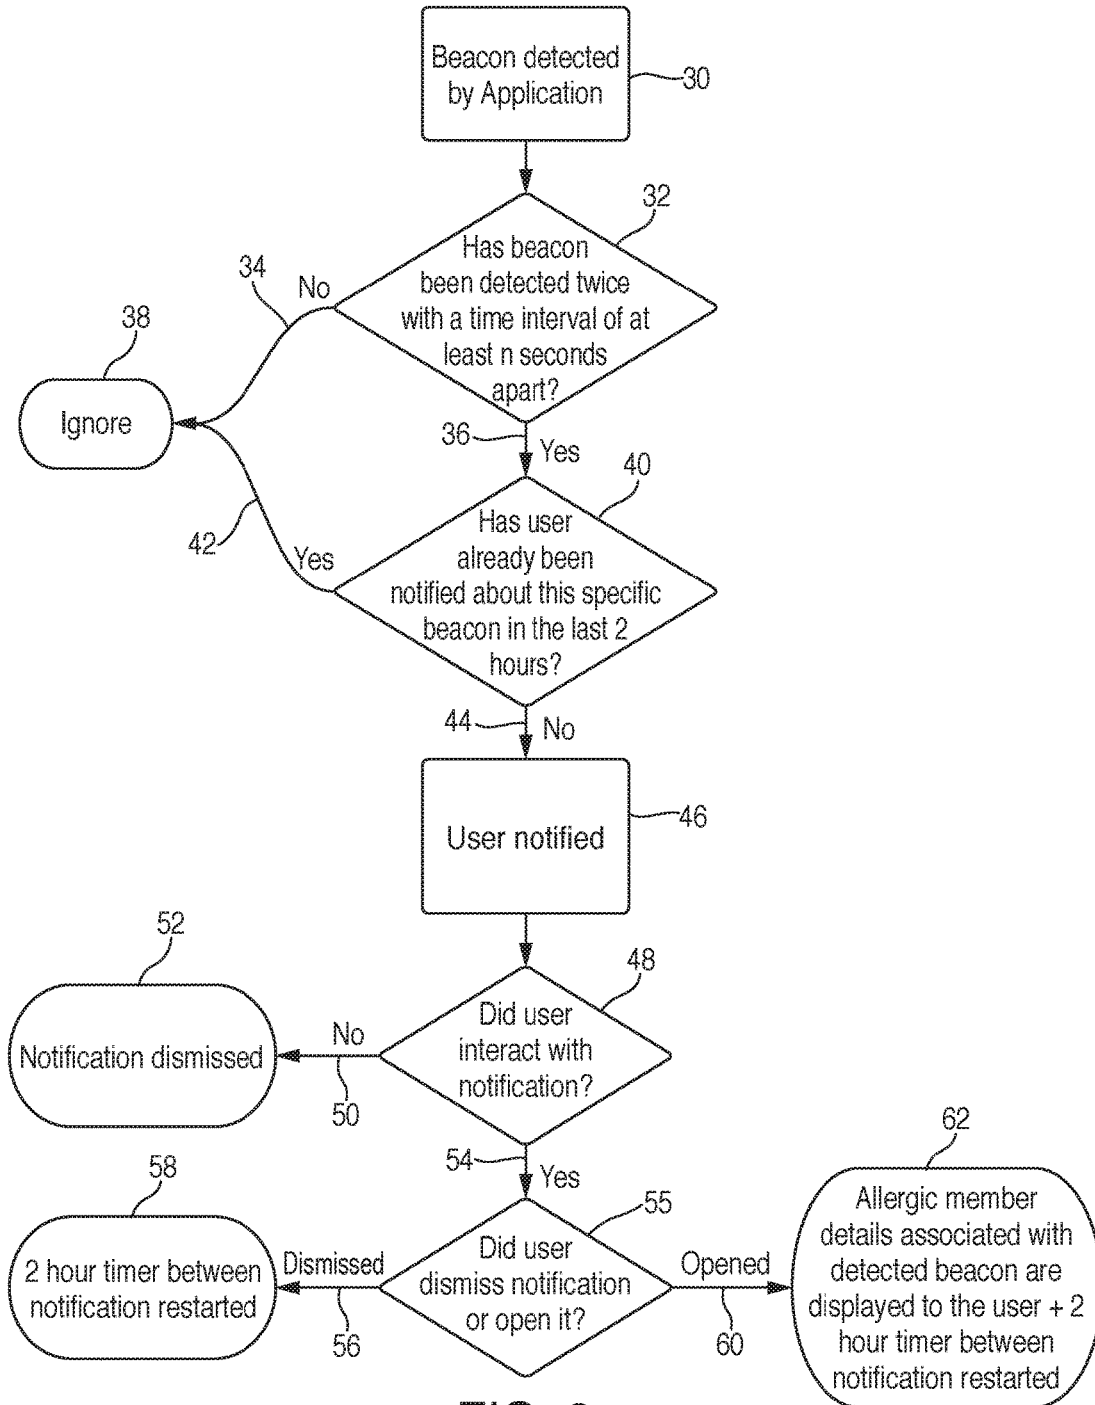 Beacon detected
by Application
30
32
Has beacon
been detected twice
with a time interval of at
least n seconds
apart?
34
No
38
Ignore
36
Yes
40
Has user
already been
notified about this specific
beacon in the last 2
hours?
42
Yes
44
No
User notified
46
52
Notification dismissed
48
Did user
interact with
notification?
No
50
54
Yes
58
2 hour timer between
notification restarted
Dismissed
56
55
Did user
dismiss notification
or open it?
Opened
60
62
Allergic member
details associated with
detected beacon are
displayed to the user + 2
hour timer between
notification restarted
FIG.